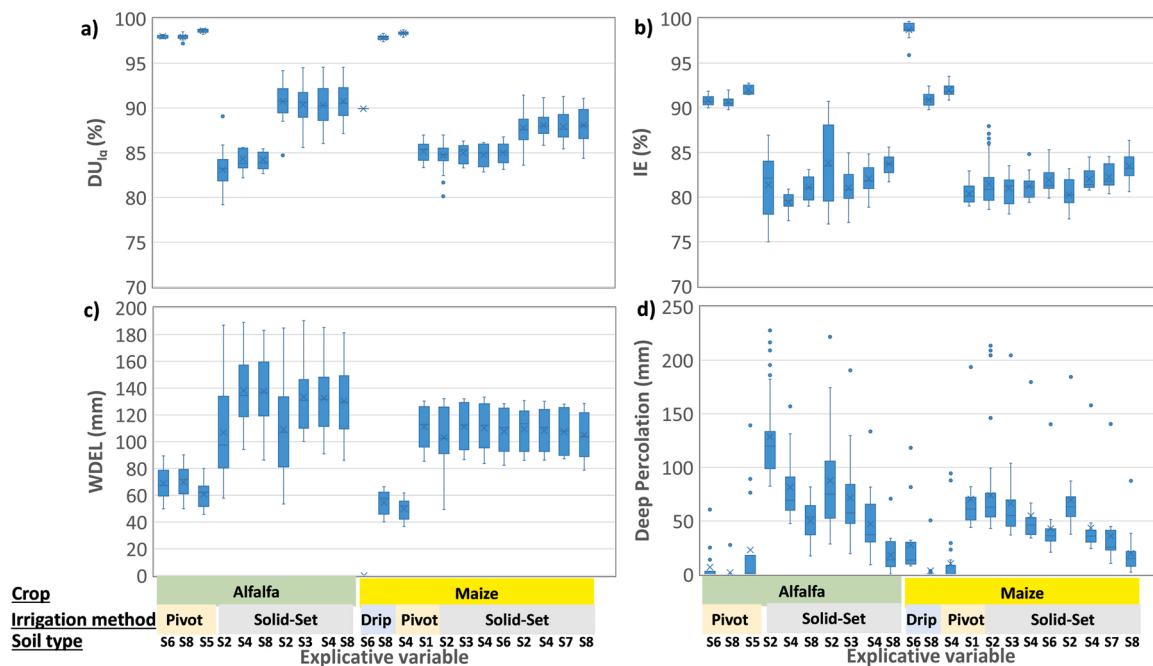 a)
100
95
90
85
80
75
70
DUlq (%)
b)
100
95
90
85
80
75
70
IE (%)
c)
200
180
160
140
120
100
80
60
40
20
0
WDEL (mm)
d)
250
200
150
100
50
0
Deep Percolation (mm)
Crop Alfalfa Maize Alfalfa Maize
Irrigation method Pivot Solid-Set Drip Pivot Solid-Set Pivot Solid-Set Drip Pivot Solid-Set
Soil type S6 S8 S5 S2 S4 S8 S2 S3 S4 S8 S6 S8 S4 S1 S2 S3 S4 S6 S2 S4 S7 S8 S6 S8 S5 S2 S4 S8 S2 S3 S4 S8 S6 S8 S4 S1 S2 S3 S4 S6 S2 S4 S7 S8
Explicative variable Explicative variable